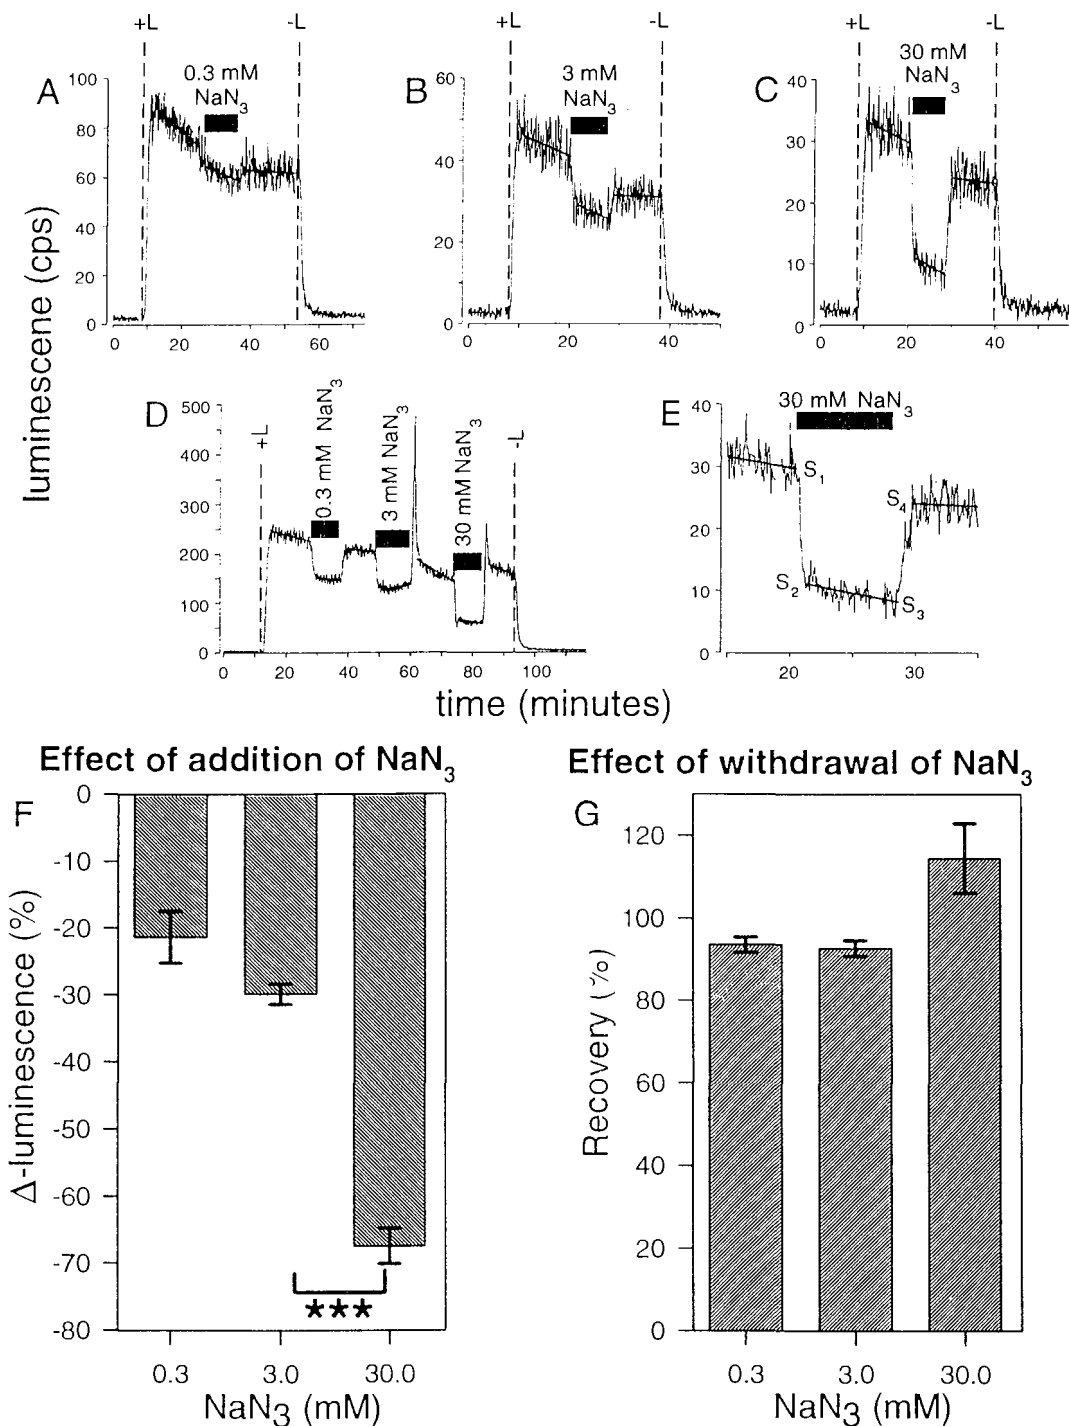 +L
-L
+L
-L
+L
-L
A
0.3 mM
NaN3
100
80
60
40
20
0
0
20
40
60
B
3 mM
NaN3
60
40
20
0
0
20
40
C
30 mM
NaN3
40
30
20
10
0
0
20
40
luminescene (cps)
D
+L
0.3 mM NaN3
3 mM NaN3
30 mM NaN3
-L
500
450
350
300
250
200
150
100
0
0
20
40
60
80
100
E
30 mM NaN3
40
30
20
10
0
S1
S2
S3
S4
20
30
time (minutes)
Effect of addition of NaN3
F
Δ-luminescence (%)
0
-10
-20
-30
-40
-50
-60
-70
-80
★★★
0.3
3.0
30.0
NaN3 (mM)
Effect of withdrawal of NaN3
G
Recovery (%)
120
100
80
60
40
20
0
0.3
3.0
30.0
NaN3 (mM)